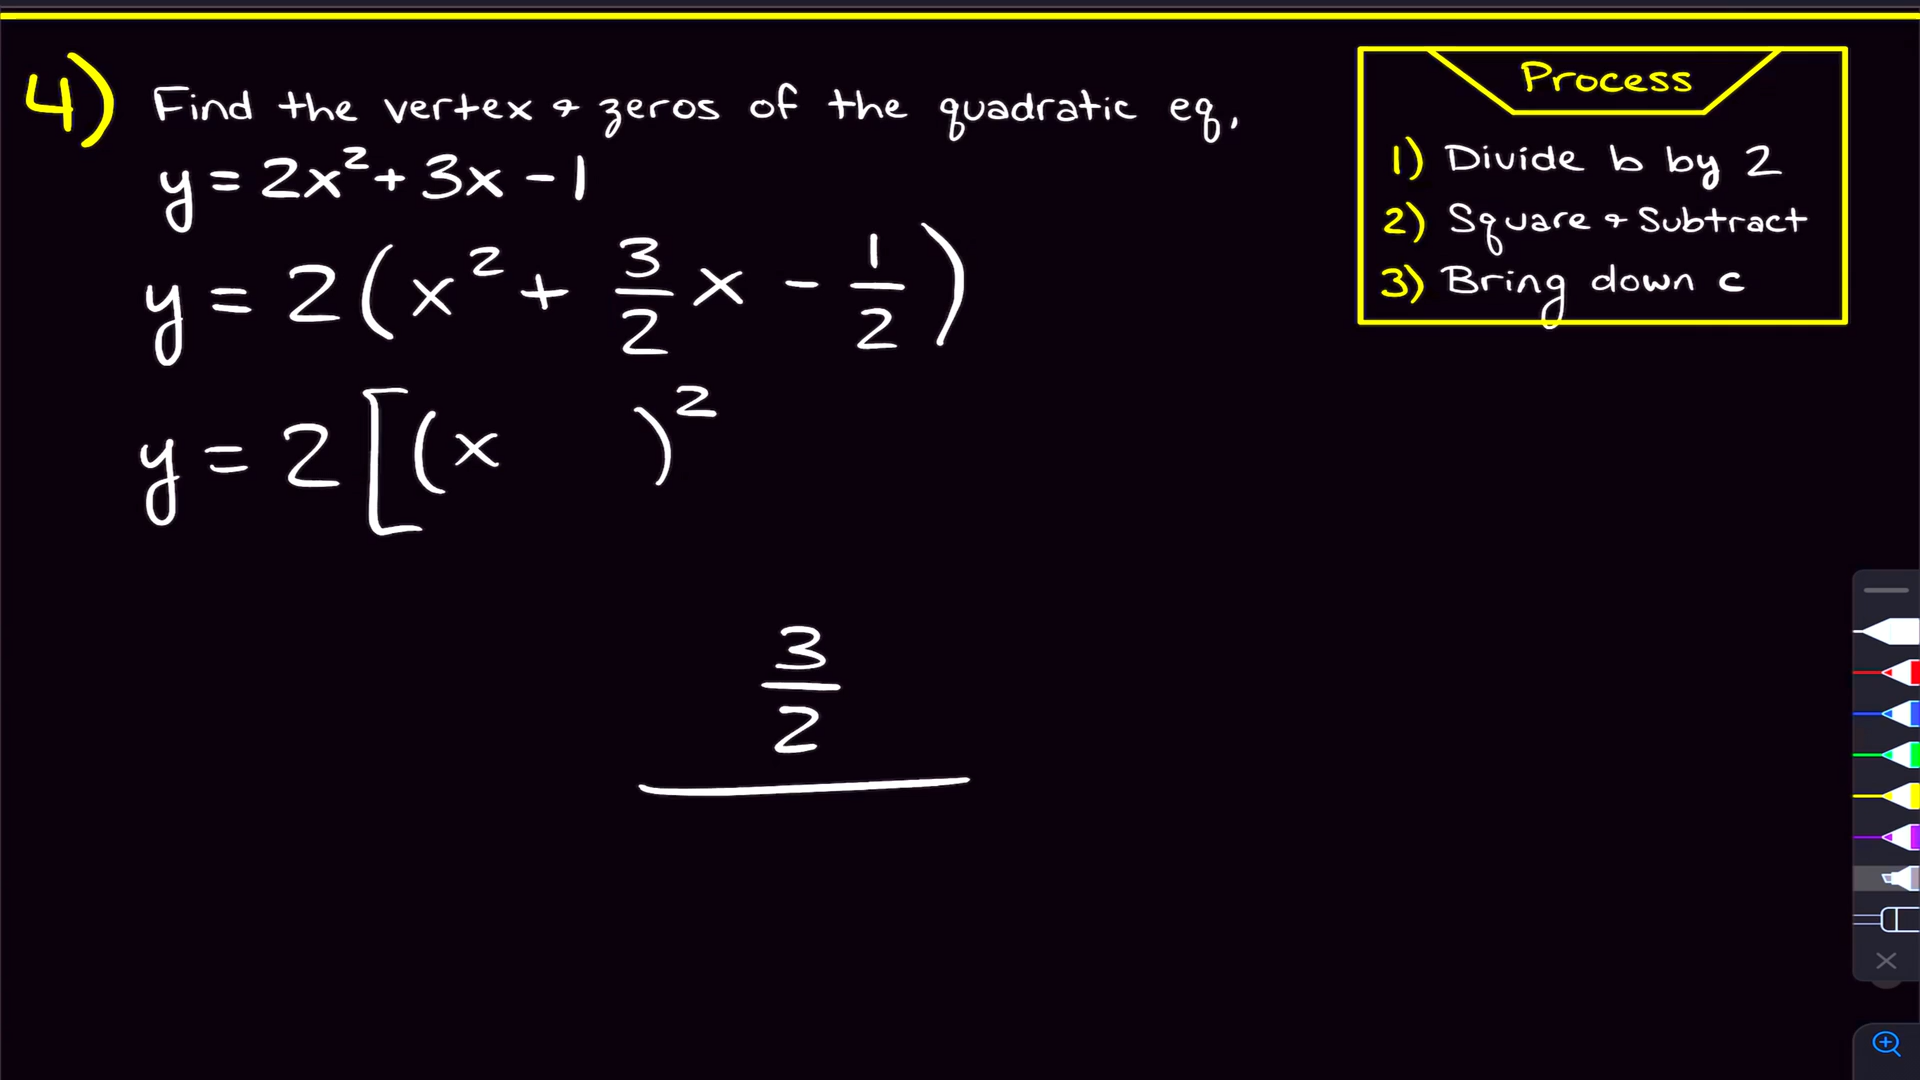 4) Find the vertex & zeros of the quadratic eq.
y = 2x² + 3x - 1
y = 2(x² + 3/2 x - 1/2)
y = 2[(x )²
3/2
Process
1) Divide b by 2
2) Square & Subtract
3) Bring down c